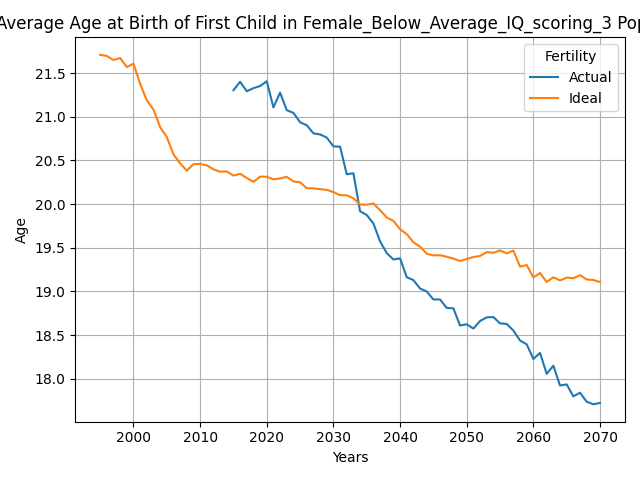 Average Age at Birth of First Child in Female_Below_Average_IQ_scoring_3
Fertility
Actual
Ideal
Age
21.5
21.0
20.5
20.0
19.5
19.0
18.5
18.0
2000 2010 2020 2030 2040 2050 2060 2070
Years